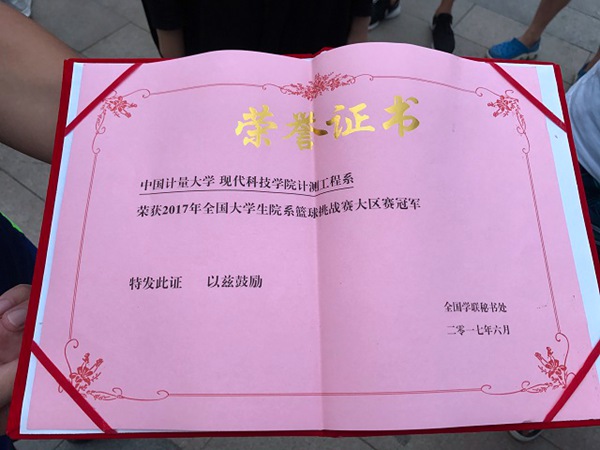 荣誉证书
中国计量大学 现代科技学院计测工程系
荣获2017年全国大学生院系篮球挑战赛大区赛冠军
特发此证 以兹鼓励
全国学联秘书处
二零一七年六月